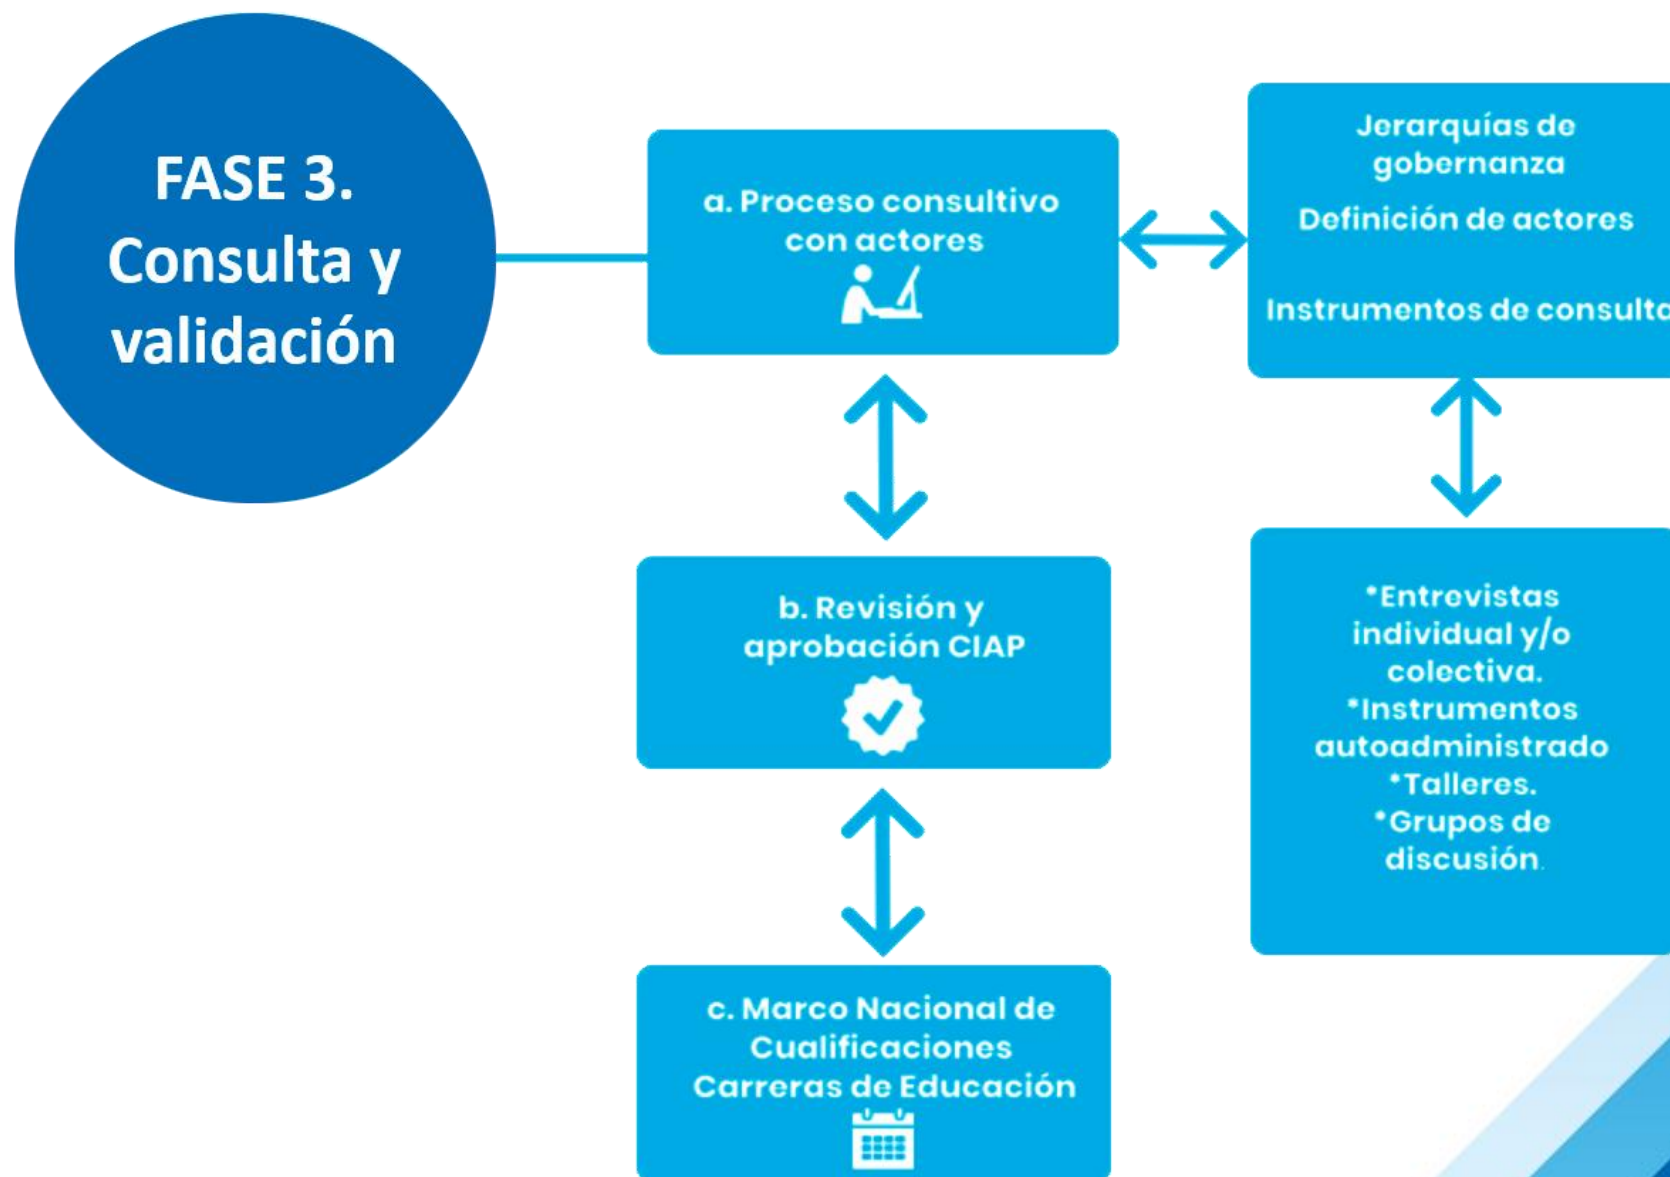 FASE 3.
Consulta y
validación
a. Proceso consultivo
con actores
Jerarquías de
gobernanza
Definición de actores
Instrumentos de consulta
b. Revisión y
aprobación CIAP
*Entrevistas
individual y/o
colectiva.
*Instrumentos
autoadministrado
*Talleres.
*Grupos de
discusión.
c. Marco Nacional de
Cualificaciones
Carreras de Educación